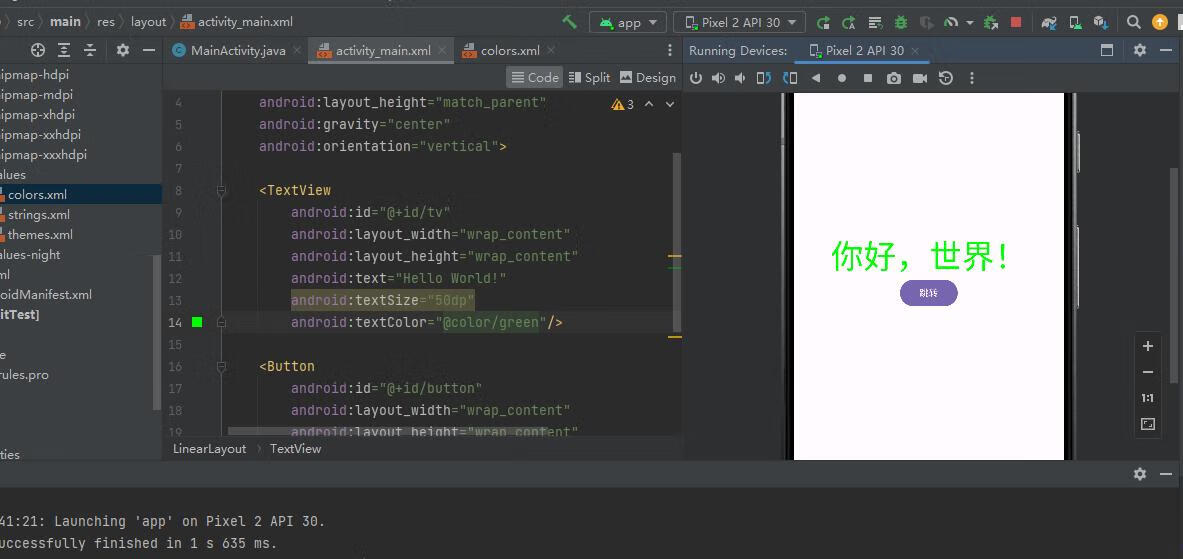 src main res layout activity_main.xml
app Pixel 2 API 30
MainActivity.java activity_main.xml colors.xml
Running Devices: Pixel 2 API 30
Code Split Design
ipmap-hdpi
ipmap-mdpi
ipmap-xhdpi
ipmap-xxhdpi
ipmap-xxxhdpi
alues
colors.xml
strings.xml
themes.xml
alues-night
ml
oidManifest.xml
itTest]
e
rules.pro
ties
3
4 android:layout_height="match_parent"
5 android:gravity="center"
6 android:orientation="vertical">
7
8 <TextView
9 android:id="@+id/tv"
10 android:layout_width="wrap_content"
11 android:layout_height="wrap_content"
12 android:text="Hello World!"
13 android:textSize="50dp"
14 android:textColor="@color/green"/>
15
16 <Button
17 android:id="@+id/button"
18 android:layout_width="wrap_content"
19 android:layout_height="wrap_content"
LinearLayout TextView
你好，世界！
跳转
1:1
41:21: Launching 'app' on Pixel 2 API 30.
uccessfully finished in 1 s 635 ms.